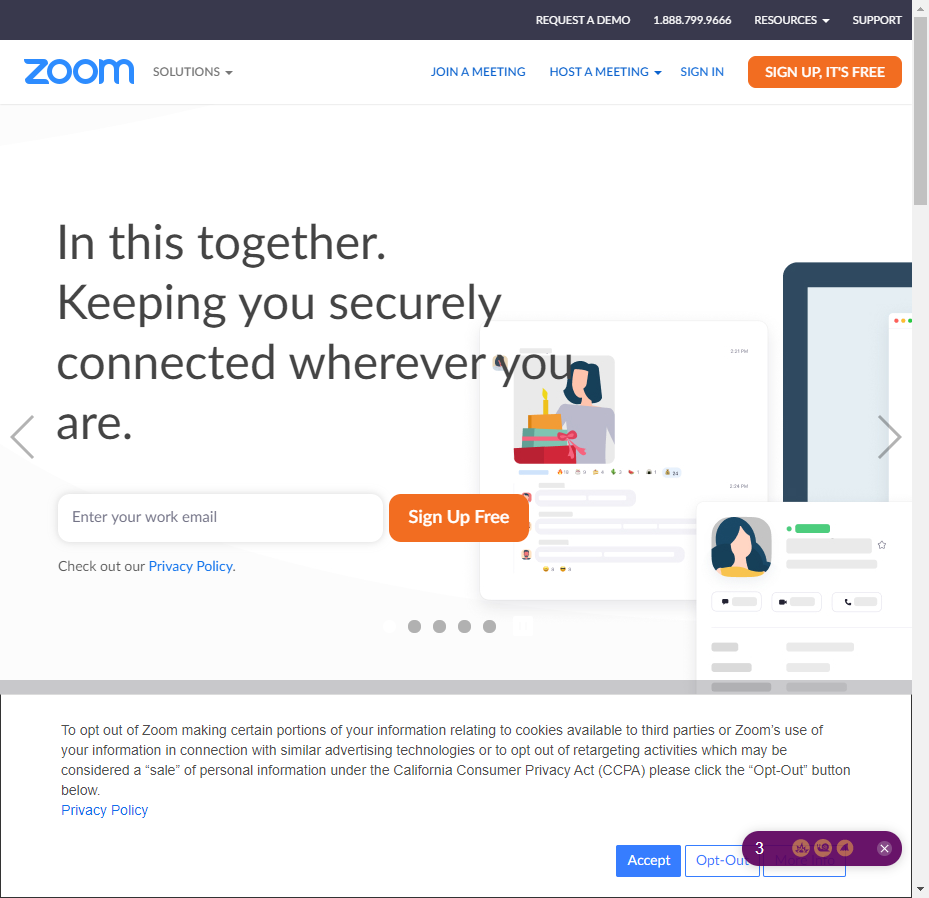 REQUEST A DEMO 1.888.799.9666 RESOURCES SUPPORT
zoom SOLUTIONS JOIN A MEETING HOST A MEETING SIGN IN SIGN UP, IT'S FREE
In this together.
Keeping you securely
connected wherever you
are.
2:21 PM
2:24 PM
Enter your work email Sign Up Free
Check out our Privacy Policy.
To opt out of Zoom making certain portions of your information relating to cookies available to third parties or Zoom’s use of
your information in connection with similar advertising technologies or to opt out of retargeting activities which may be
considered a “sale” of personal information under the California Consumer Privacy Act (CCPA) please click the “Opt-Out” button
below.
Privacy Policy
Accept Opt-Out 3